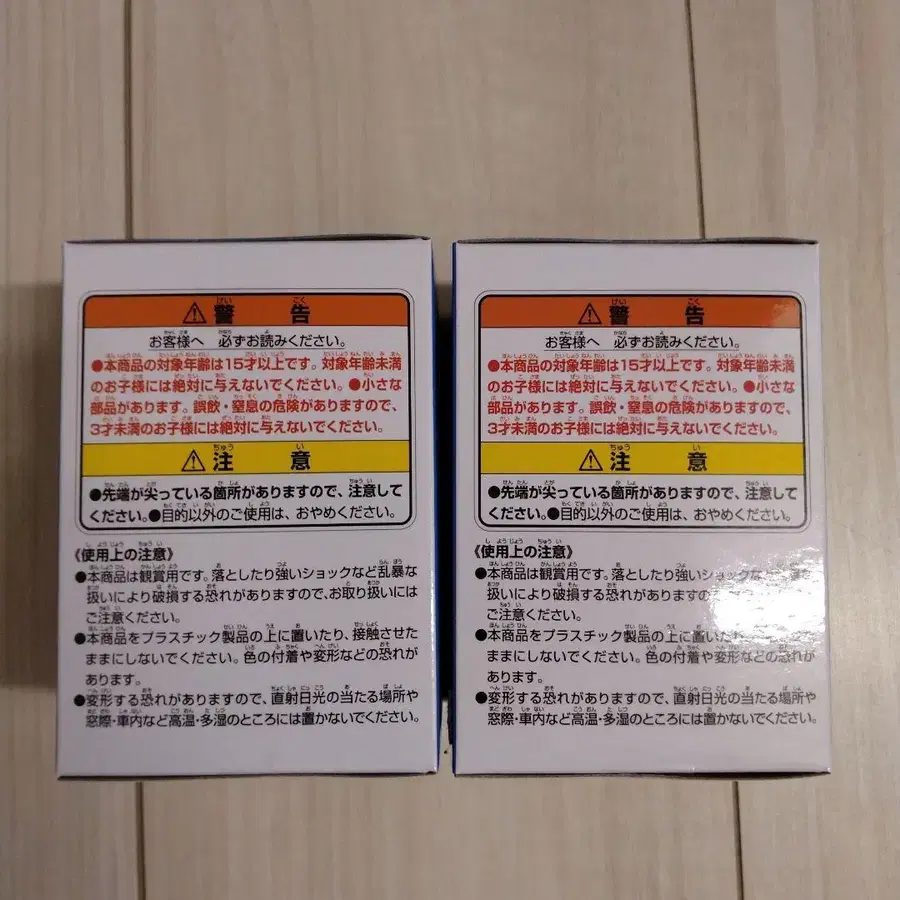 警告
お客様へ 必ずお読みください。
●本商品の対象年齢は15才以上です。対象年齢未満
のお子様には絶対に与えないでください。●小さな
部品があります。誤飲・窒息の危険がありますので、
3才未満のお子様には絶対に与えないでください。
注意
●先端が尖っている箇所がありますので、注意して
ください。●目的以外のご使用は、おやめください。
《使用上の注意》
●本商品は観賞用です。落としたり強いショックなど乱暴な
扱いにより破損する恐れがありますので、お取り扱いには
ご注意ください。
●本商品をプラスチック製品の上に置いたり、接触させた
ままにしないでください。色の付着や変形などの恐れが
あります。
●変形する恐れがありますので、直射日光の当たる場所や
窓際・車内など高温・多湿のところには置かないでください。
警告
お客様へ 必ずお読みください。
●本商品の対象年齢は15才以上です。対象年齢未満
のお子様には絶対に与えないでください。●小さな
部品があります。誤飲・窒息の危険がありますので、
3才未満のお子様には絶対に与えないでください。
注意
●先端が尖っている箇所がありますので、注意して
ください。●目的以外のご使用は、おやめください。
《使用上の注意》
●本商品は観賞用です。落としたり強いショックな
扱いにより破損する恐れがありますので
ご注意ください。
●本商品をプラスチック製品の上に置いたり
ままにしないでください。色の付着や変形などの恐れが
あります。
●変形する恐れがありますので、直射日光の当たる場所や
窓際・車内など高温・多湿のところには置かないでください。